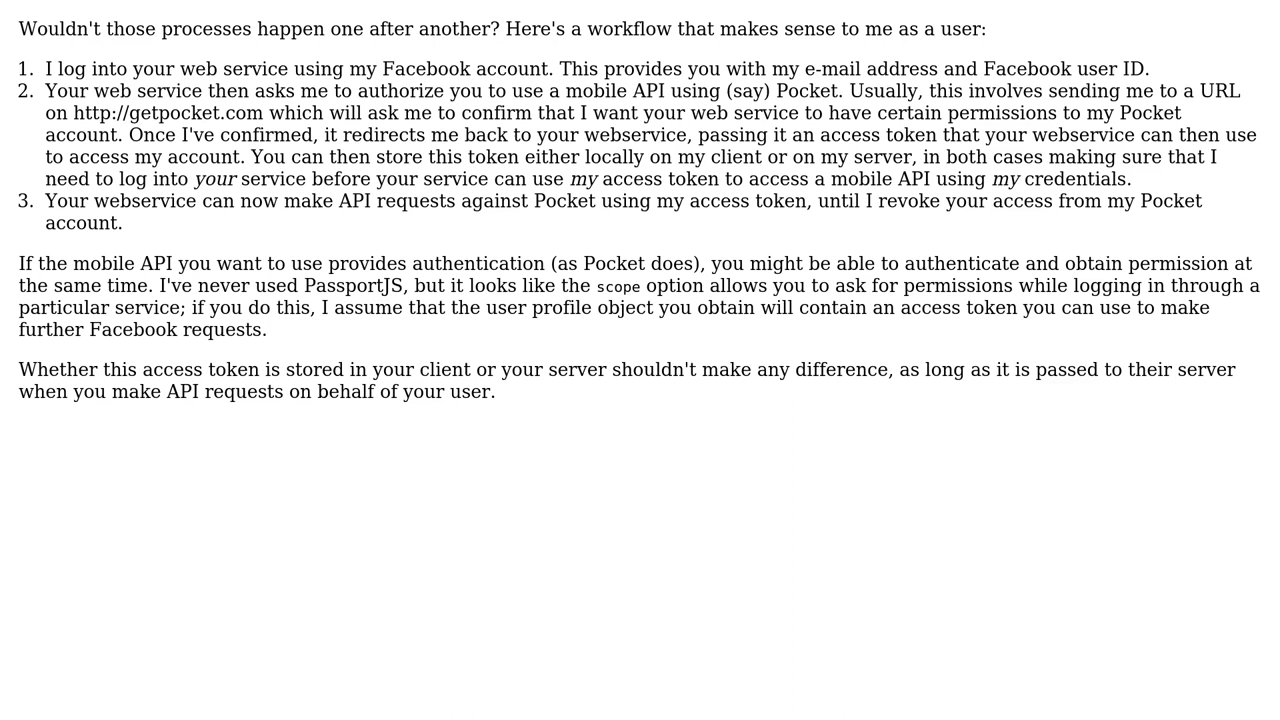 Wouldn't those processes happen one after another? Here's a workflow that makes sense to me as a user:
1. I log into your web service using my Facebook account. This provides you with my e-mail address and Facebook user ID.
2. Your web service then asks me to authorize you to use a mobile API using (say) Pocket. Usually, this involves sending me to a URL
on http://getpocket.com which will ask me to confirm that I want your web service to have certain permissions to my Pocket
account. Once I've confirmed, it redirects me back to your webservice, passing it an access token that your webservice can then use
to access my account. You can then store this token either locally on my client or on my server, in both cases making sure that I
need to log into your service before your service can use my access token to access a mobile API using my credentials.
3. Your webservice can now make API requests against Pocket using my access token, until I revoke your access from my Pocket
account.
If the mobile API you want to use provides authentication (as Pocket does), you might be able to authenticate and obtain permission at
the same time. I've never used PassportJS, but it looks like the scope option allows you to ask for permissions while logging in through a
particular service; if you do this, I assume that the user profile object you obtain will contain an access token you can use to make
further Facebook requests.
Whether this access token is stored in your client or your server shouldn't make any difference, as long as it is passed to their server
when you make API requests on behalf of your user.